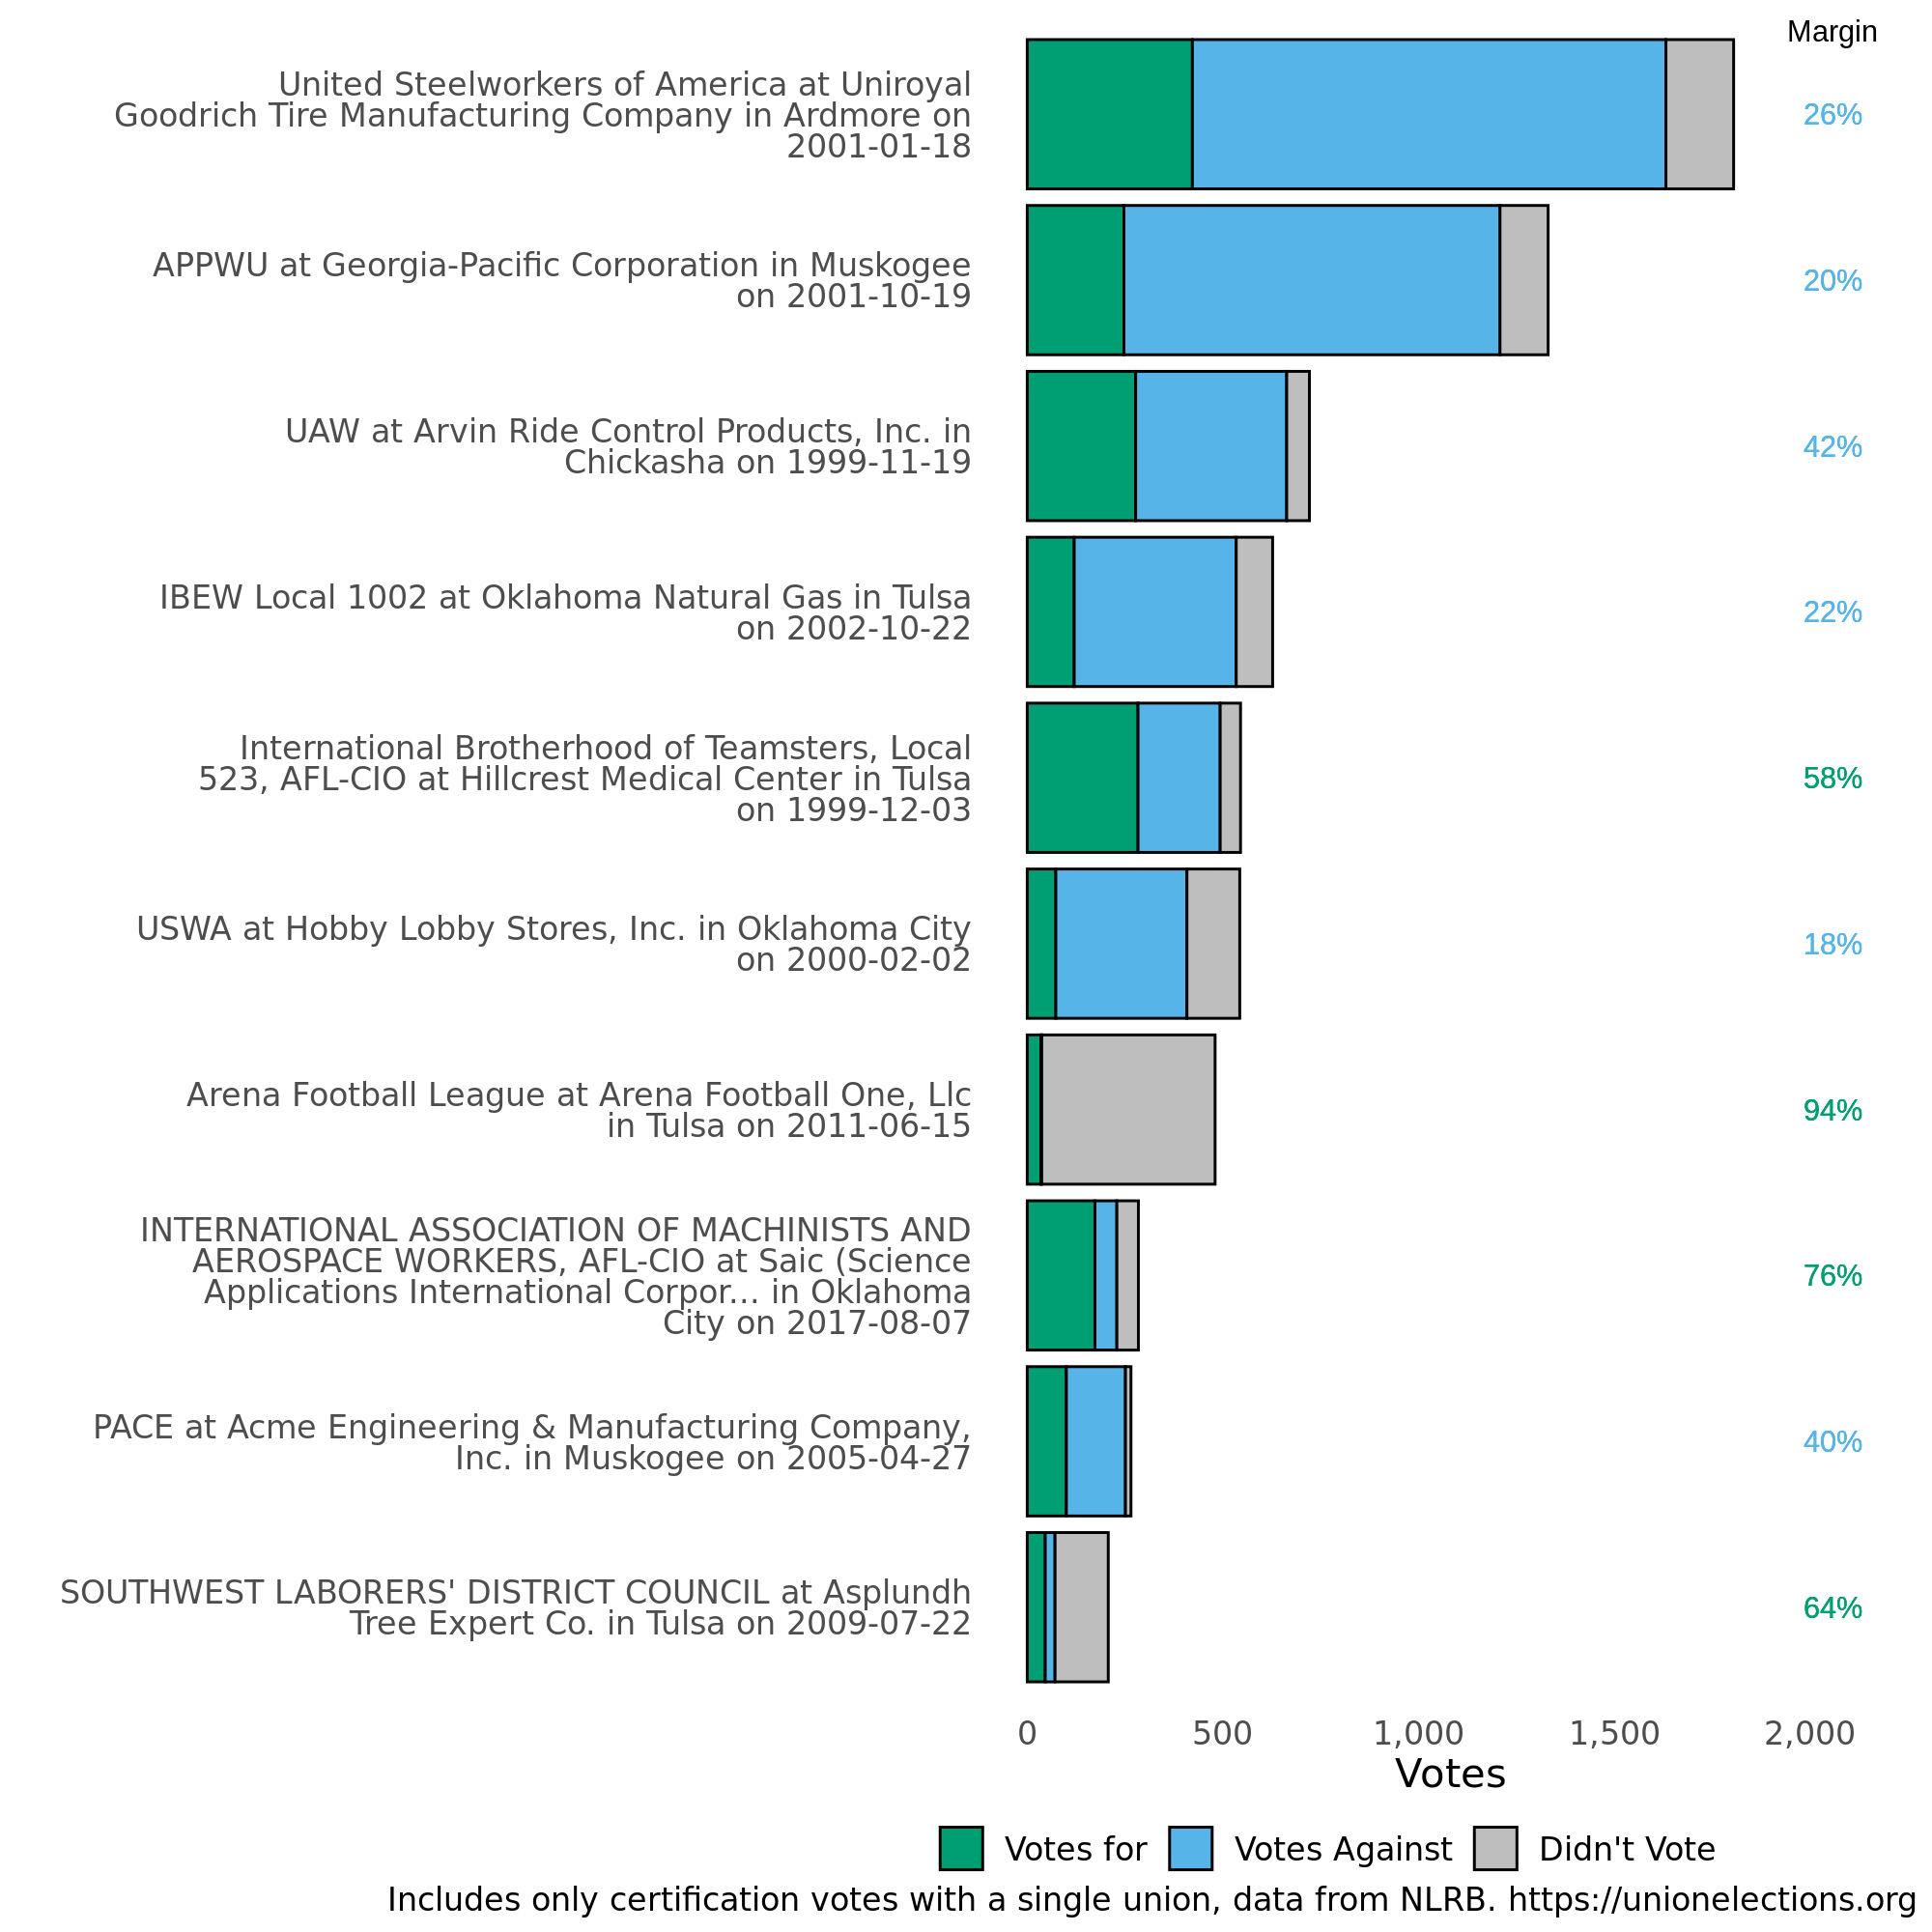 Margin
United Steelworkers of America at Uniroyal
Goodrich Tire Manufacturing Company in Ardmore on
2001-01-18
26%
APPWU at Georgia-Pacific Corporation in Muskogee
on 2001-10-19
20%
UAW at Arvin Ride Control Products, Inc. in
Chickasha on 1999-11-19
42%
IBEW Local 1002 at Oklahoma Natural Gas in Tulsa
on 2002-10-22
22%
International Brotherhood of Teamsters, Local
523, AFL-CIO at Hillcrest Medical Center in Tulsa
on 1999-12-03
58%
USWA at Hobby Lobby Stores, Inc. in Oklahoma City
on 2000-02-02
18%
Arena Football League at Arena Football One, Llc
in Tulsa on 2011-06-15
94%
INTERNATIONAL ASSOCIATION OF MACHINISTS AND
AEROSPACE WORKERS, AFL-CIO at Saic (Science
Applications International Corpor... in Oklahoma
City on 2017-08-07
76%
PACE at Acme Engineering & Manufacturing Company,
Inc. in Muskogee on 2005-04-27
40%
SOUTHWEST LABORERS' DISTRICT COUNCIL at Asplundh
Tree Expert Co. in Tulsa on 2009-07-22
64%
0 500 1,000 1,500 2,000
Votes
Votes for Votes Against Didn't Vote
Includes only certification votes with a single union, data from NLRB. https://unionelections.org